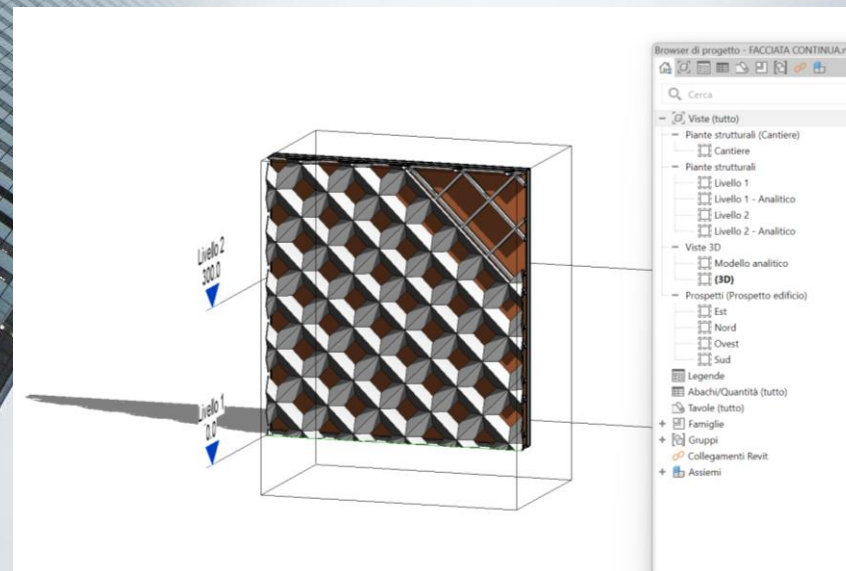 Browser di progetto - FACCIATA CONTINUA.r
Cerca
Viste (tutto)
Piante strutturali (Cantiere)
Cantiere
Piante strutturali
Livello 1
Livello 1 - Analitico
Livello 2
Livello 2 - Analitico
Viste 3D
Modello analitico
{3D}
Prospetti (Prospetto edificio)
Est
Nord
Ovest
Sud
Legende
Abachi/Quantità (tutto)
Tavole (tutto)
Famiglie
Gruppi
Collegamenti Revit
Assiemi
Livello 2
300.0
Livello 1
0.0